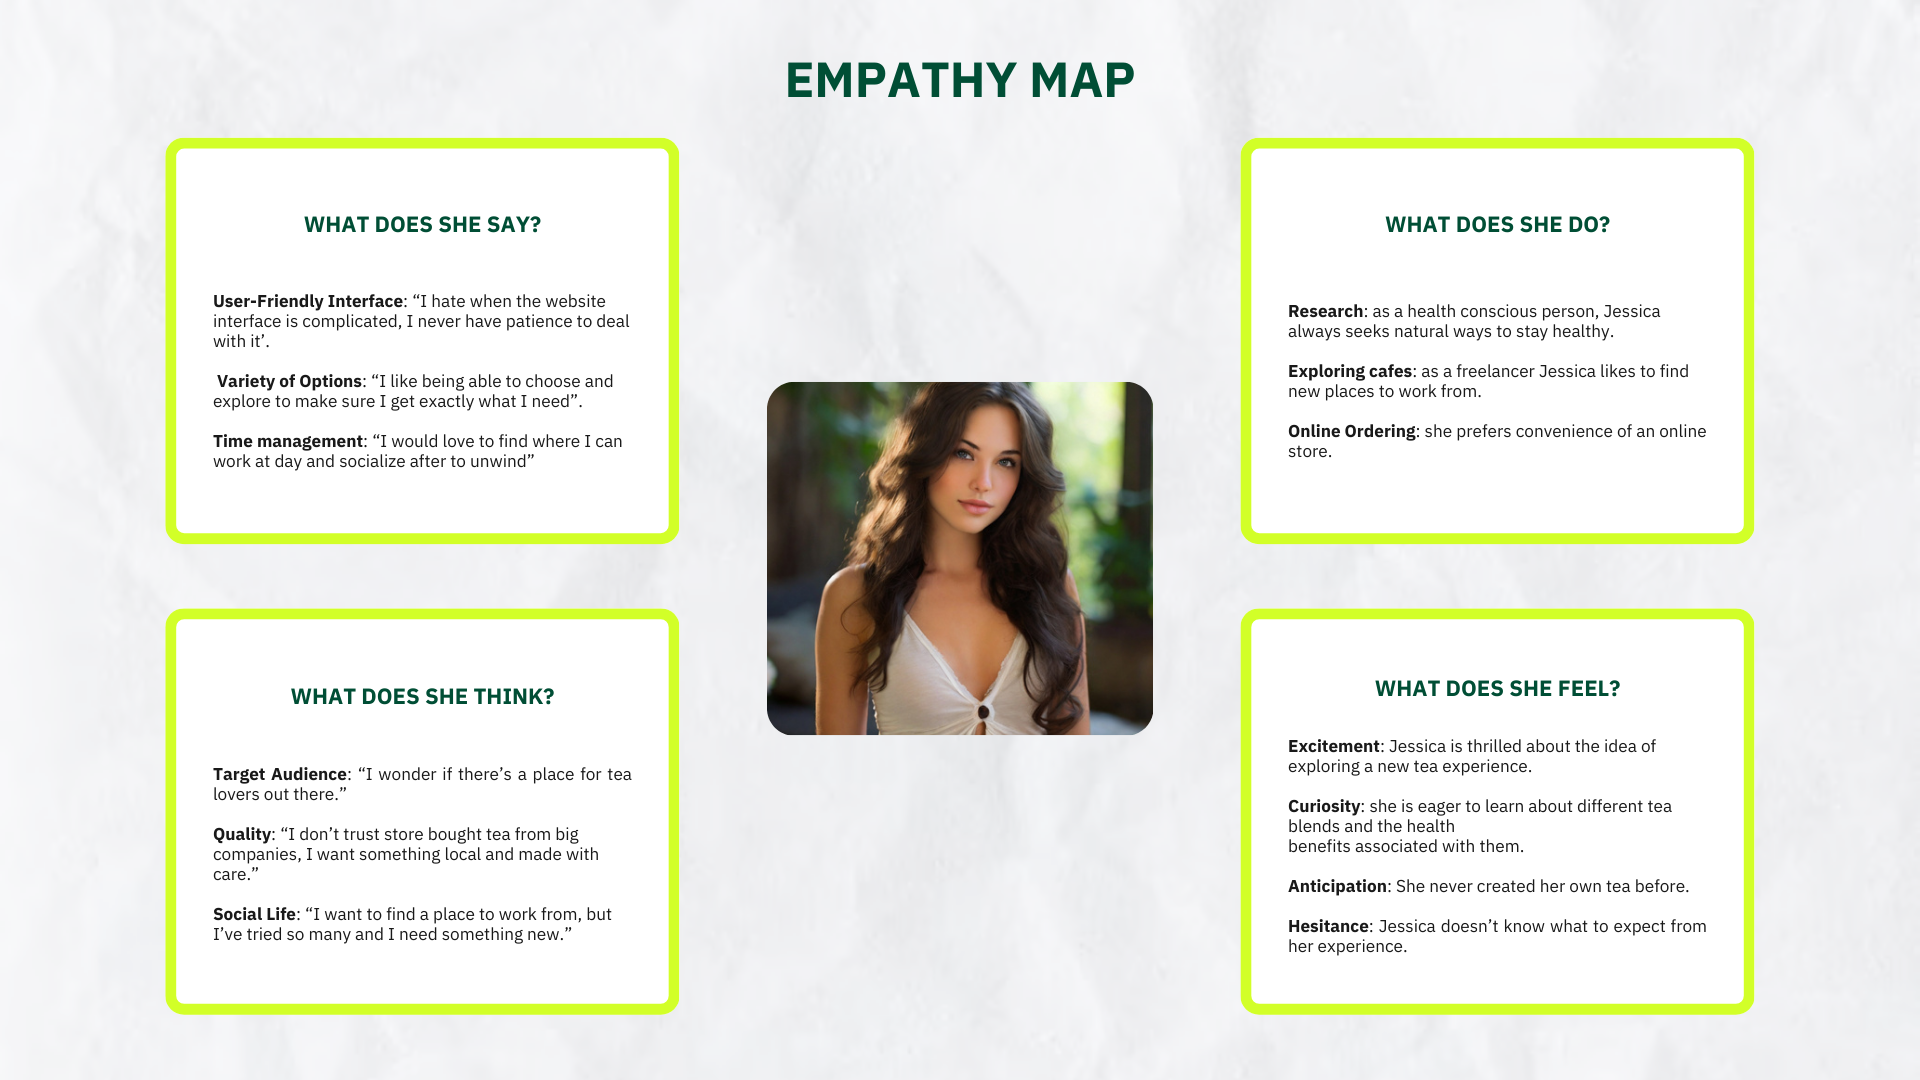 EMPATHY MAP
WHAT DOES SHE SAY?
User-Friendly Interface: “I hate when the website
interface is complicated, I never have patience to deal
with it’.
Variety of Options: “I like being able to choose and
explore to make sure I get exactly what I need”.
Time management: “I would love to find where I can
work at day and socialize after to unwind”
WHAT DOES SHE DO?
Research: as a health conscious person, Jessica
always seeks natural ways to stay healthy.
Exploring cafes: as a freelancer Jessica likes to find
new places to work from.
Online Ordering: she prefers convenience of an online
store.
WHAT DOES SHE THINK?
Target Audience: “I wonder if there’s a place for tea
lovers out there.”
Quality: “I don’t trust store bought tea from big
companies, I want something local and made with
care.”
Social Life: “I want to find a place to work from, but
I’ve tried so many and I need something new.”
WHAT DOES SHE FEEL?
Excitement: Jessica is thrilled about the idea of
exploring a new tea experience.
Curiosity: she is eager to learn about different tea
blends and the health
benefits associated with them.
Anticipation: She never created her own tea before.
Hesitance: Jessica doesn’t know what to expect from
her experience.